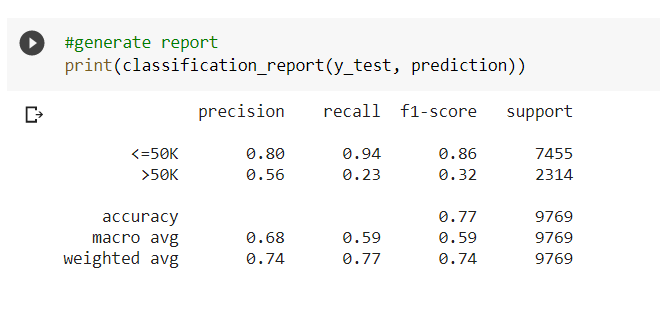 #generate report
print(classification_report(y_test, prediction))
precision recall f1-score support
<=50K 0.80 0.94 0.86 7455
>50K 0.56 0.23 0.32 2314
accuracy 0.77 9769
macro avg 0.68 0.59 0.59 9769
weighted avg 0.74 0.77 0.74 9769